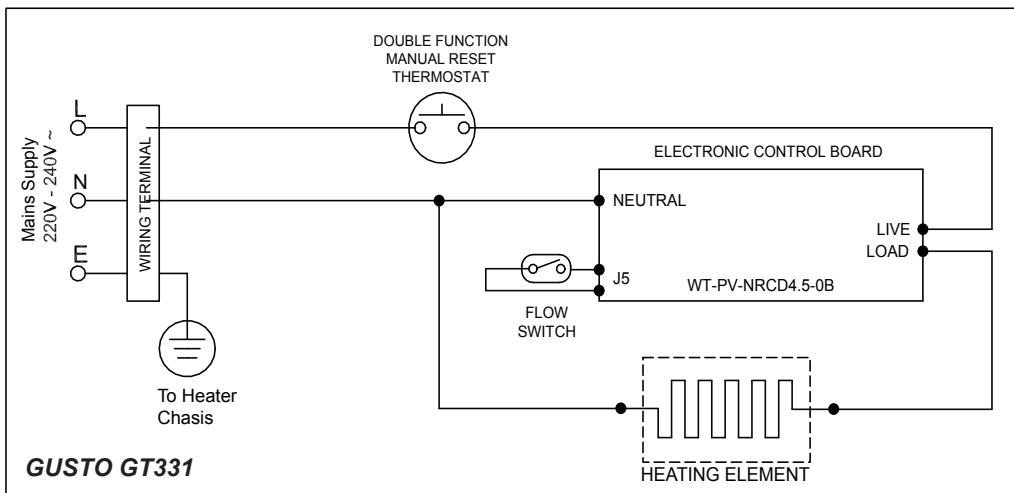 DOUBLE FUNCTION
MANUAL RESET
THERMOSTAT
Mains Supply
220V - 240V ~
L
N
E
WIRING TERMINAL
ELECTRONIC CONTROL BOARD
NEUTRAL
LIVE
LOAD
J5
WT-PV-NRCD4.5-0B
FLOW
SWITCH
To Heater
Chasis
HEATING ELEMENT
GUSTO GT331